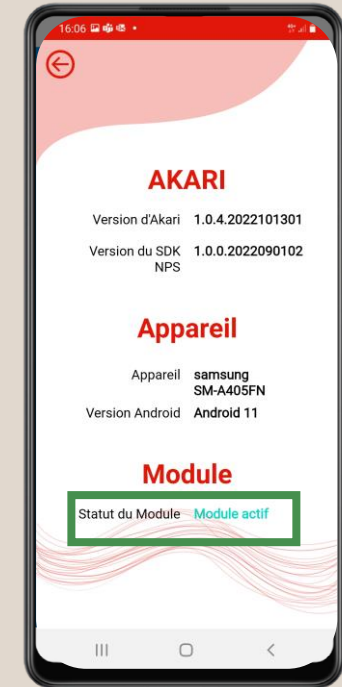 16:06
AKARI
Version d'Akari 1.0.4.2022101301
Version du SDK 1.0.0.2022090102
NPS
Appareil
Appareil samsung
SM-A405FN
Version Android Android 11
Module
Statut du Module Module actif